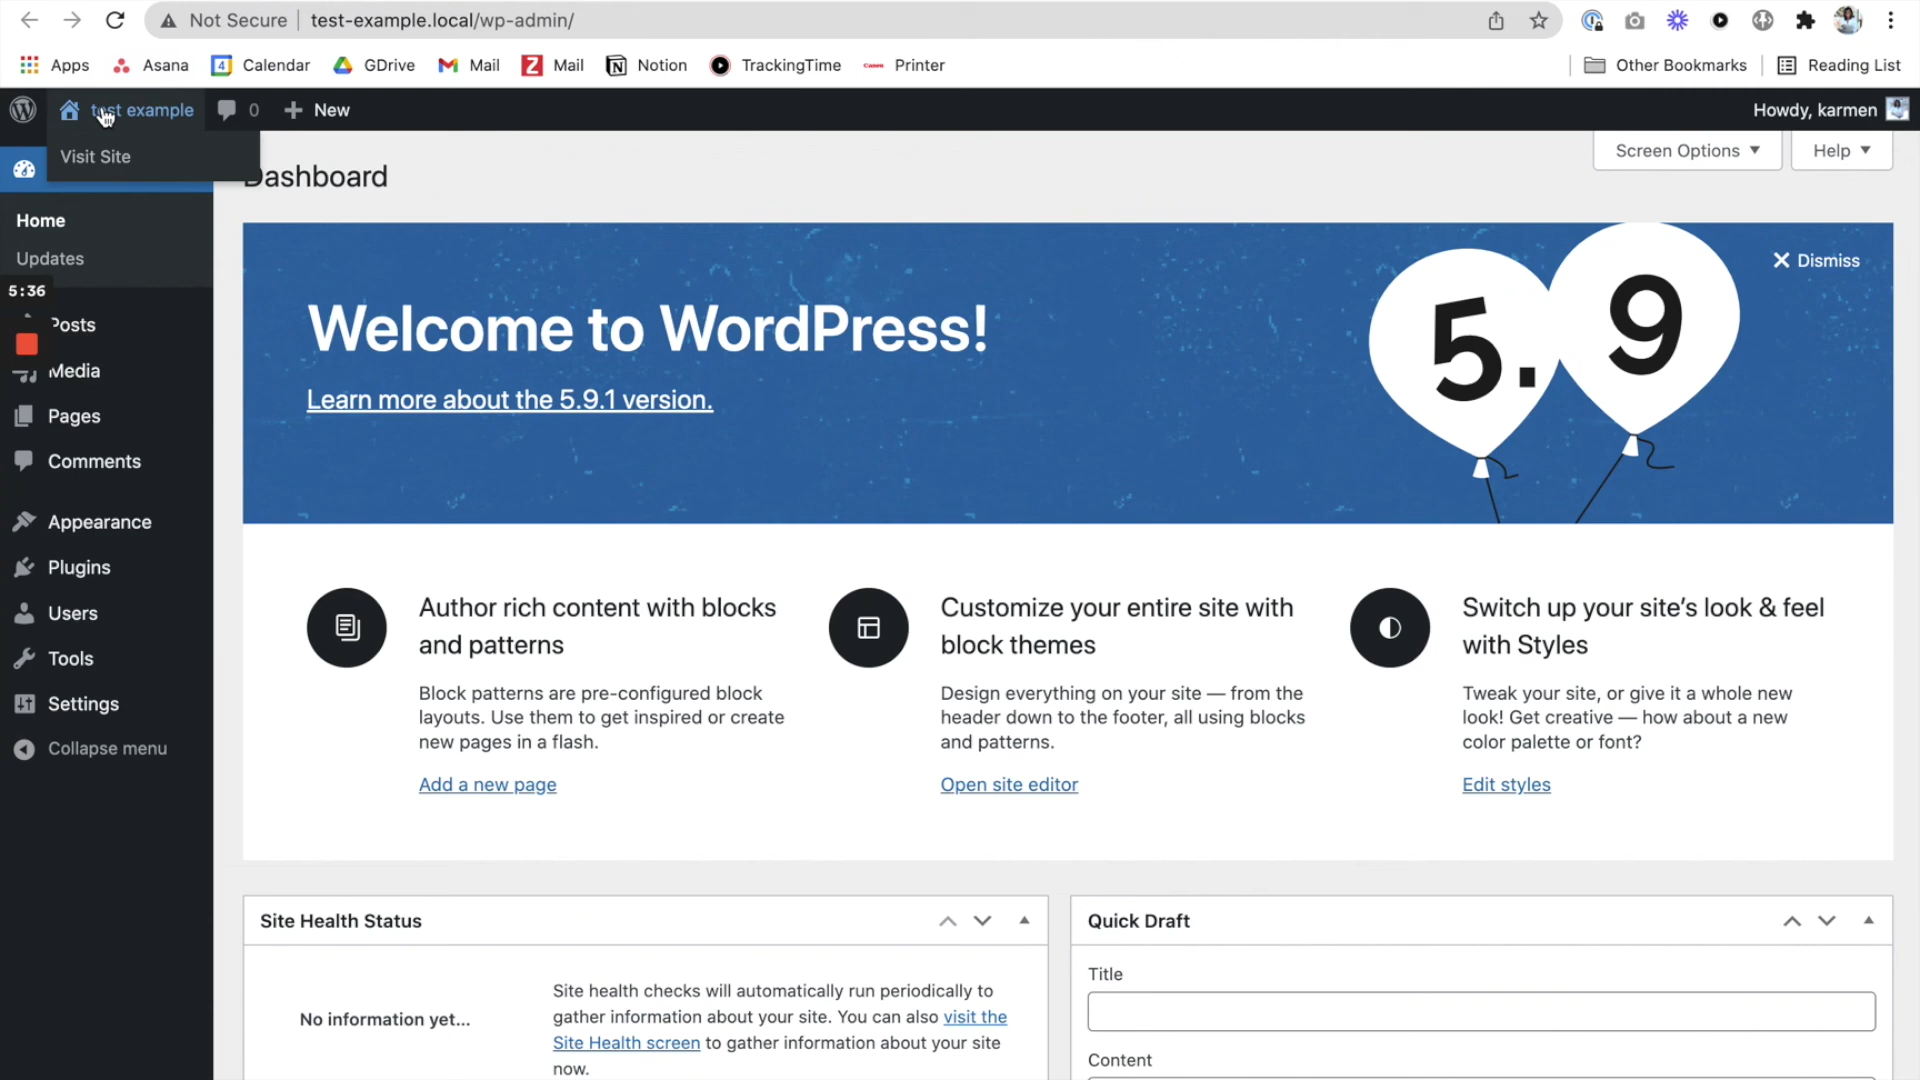 Not Secure
test-example.local/wp-admin/
Apps
Asana
4
Calendar
GDrive
Mail
Z
Mail
N
Notion
TrackingTime
Canon
Printer
Other Bookmarks
Reading List
test example
0
New
Howdy, karmen
Visit Site
Screen Options
Help
Dashboard
Home
Updates
5:36
Posts
Media
Pages
Comments
Appearance
Plugins
Users
Tools
Settings
Collapse menu
Welcome to WordPress!
Learn more about the 5.9.1 version.
5.9
Dismiss
Author rich content with blocks
and patterns
Block patterns are pre-configured block
layouts. Use them to get inspired or create
new pages in a flash.
Add a new page
Customize your entire site with
block themes
Design everything on your site — from the
header down to the footer, all using blocks
and patterns.
Open site editor
Switch up your site’s look & feel
with Styles
Tweak your site, or give it a whole new
look! Get creative — how about a new
color palette or font?
Edit styles
Site Health Status
No information yet...
Site health checks will automatically run periodically to
gather information about your site. You can also visit the
Site Health screen to gather information about your site
now.
Quick Draft
Title
Content